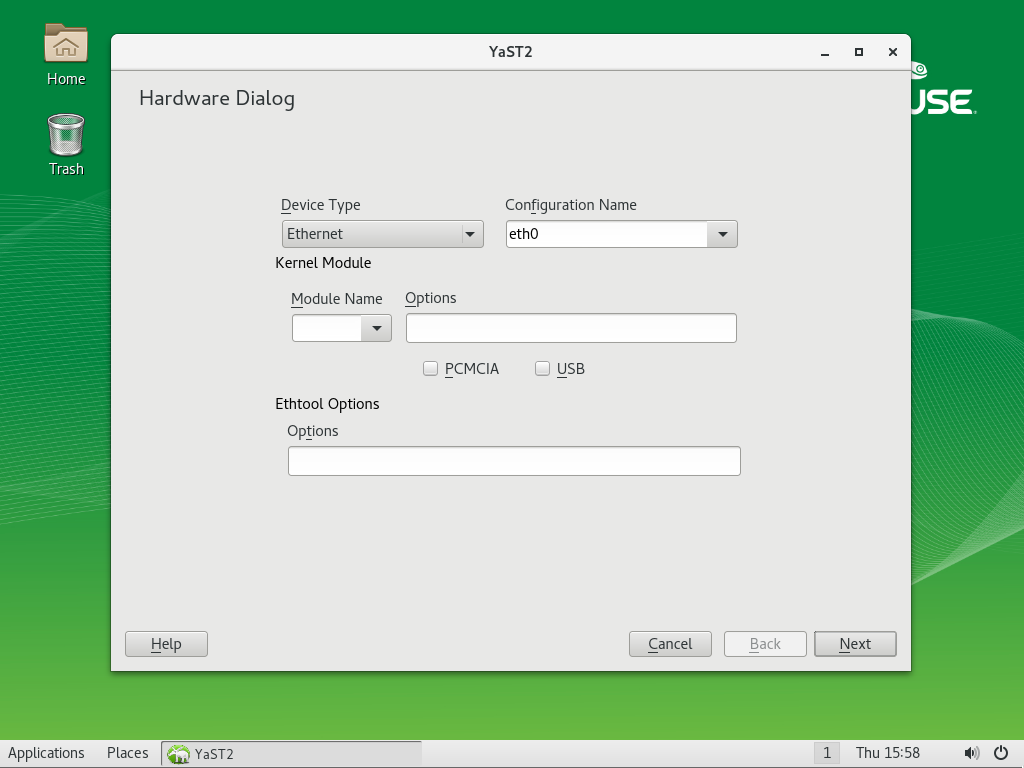 Home
Trash
YaST2
USE
Hardware Dialog
Device Type
Configuration Name
Ethernet
eth0
Kernel Module
Module Name
Options
PCMCIA
USB
Ethtool Options
Options
Help
Cancel
Back
Next
Applications
Places
YaST2
1
Thu 15:58